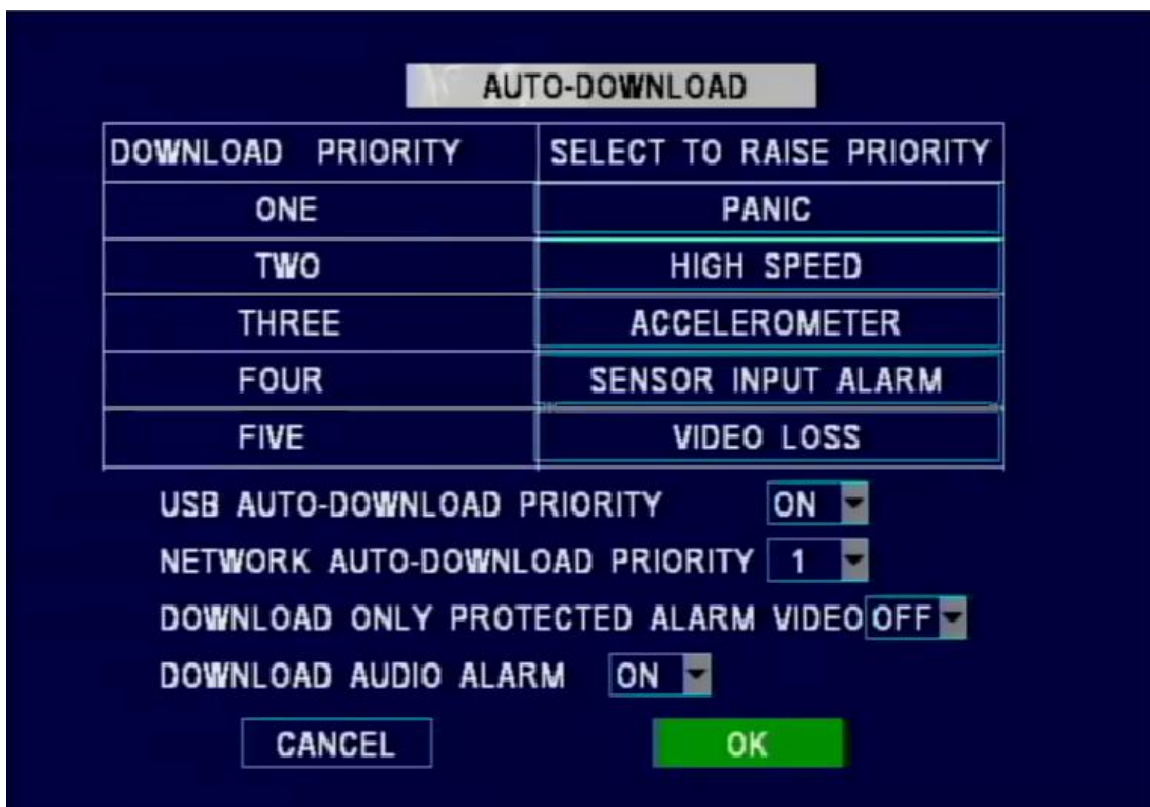 AUTO-DOWNLOAD
DOWNLOAD PRIORITY SELECT TO RAISE PRIORITY
ONE PANIC
TWO HIGH SPEED
THREE ACCELEROMETER
FOUR SENSOR INPUT ALARM
FIVE VIDEO LOSS
USB AUTO-DOWNLOAD PRIORITY ON
NETWORK AUTO-DOWNLOAD PRIORITY 1
DOWNLOAD ONLY PROTECTED ALARM VIDEO OFF
DOWNLOAD AUDIO ALARM ON
CANCEL OK